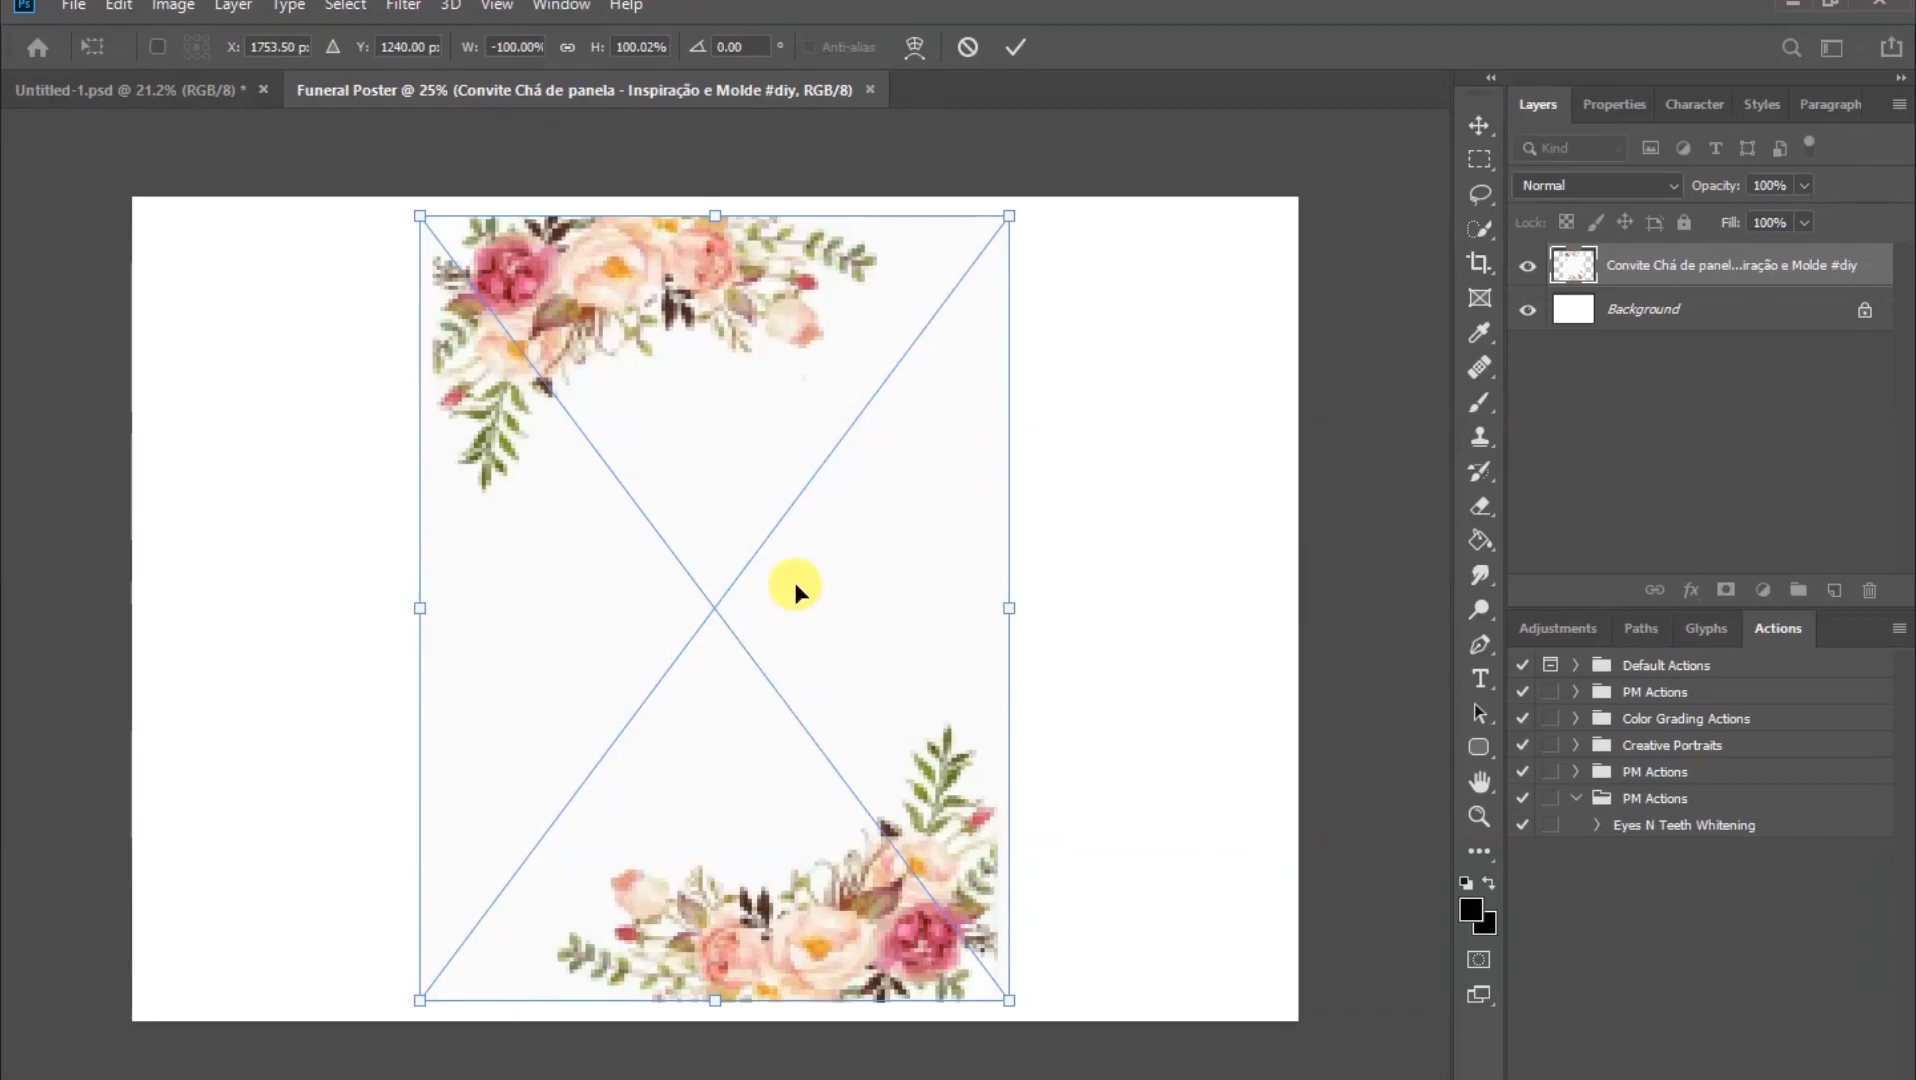 Ps File Edit Image Layer Type Select Filter 3D View Window Help
X: 1753.50 p: Y: 1240.00 p: W: -100.00% H: 100.02% 0.00 ° Anti-alias
Untitled-1.psd @ 21.2% (RGB/8) * × Funeral Poster @ 25% (Convite Chá de panela - Inspiração e Molde #diy, RGB/8) ×
Layers Properties Character Styles Paragraph
Kind
Normal Opacity: 100%
Lock: Fill: 100%
Convite Chá de panel...iração e Molde #diy
Background
fx
Adjustments Paths Glyphs Actions
Default Actions
PM Actions
Color Grading Actions
Creative Portraits
PM Actions
PM Actions
Eyes N Teeth Whitening